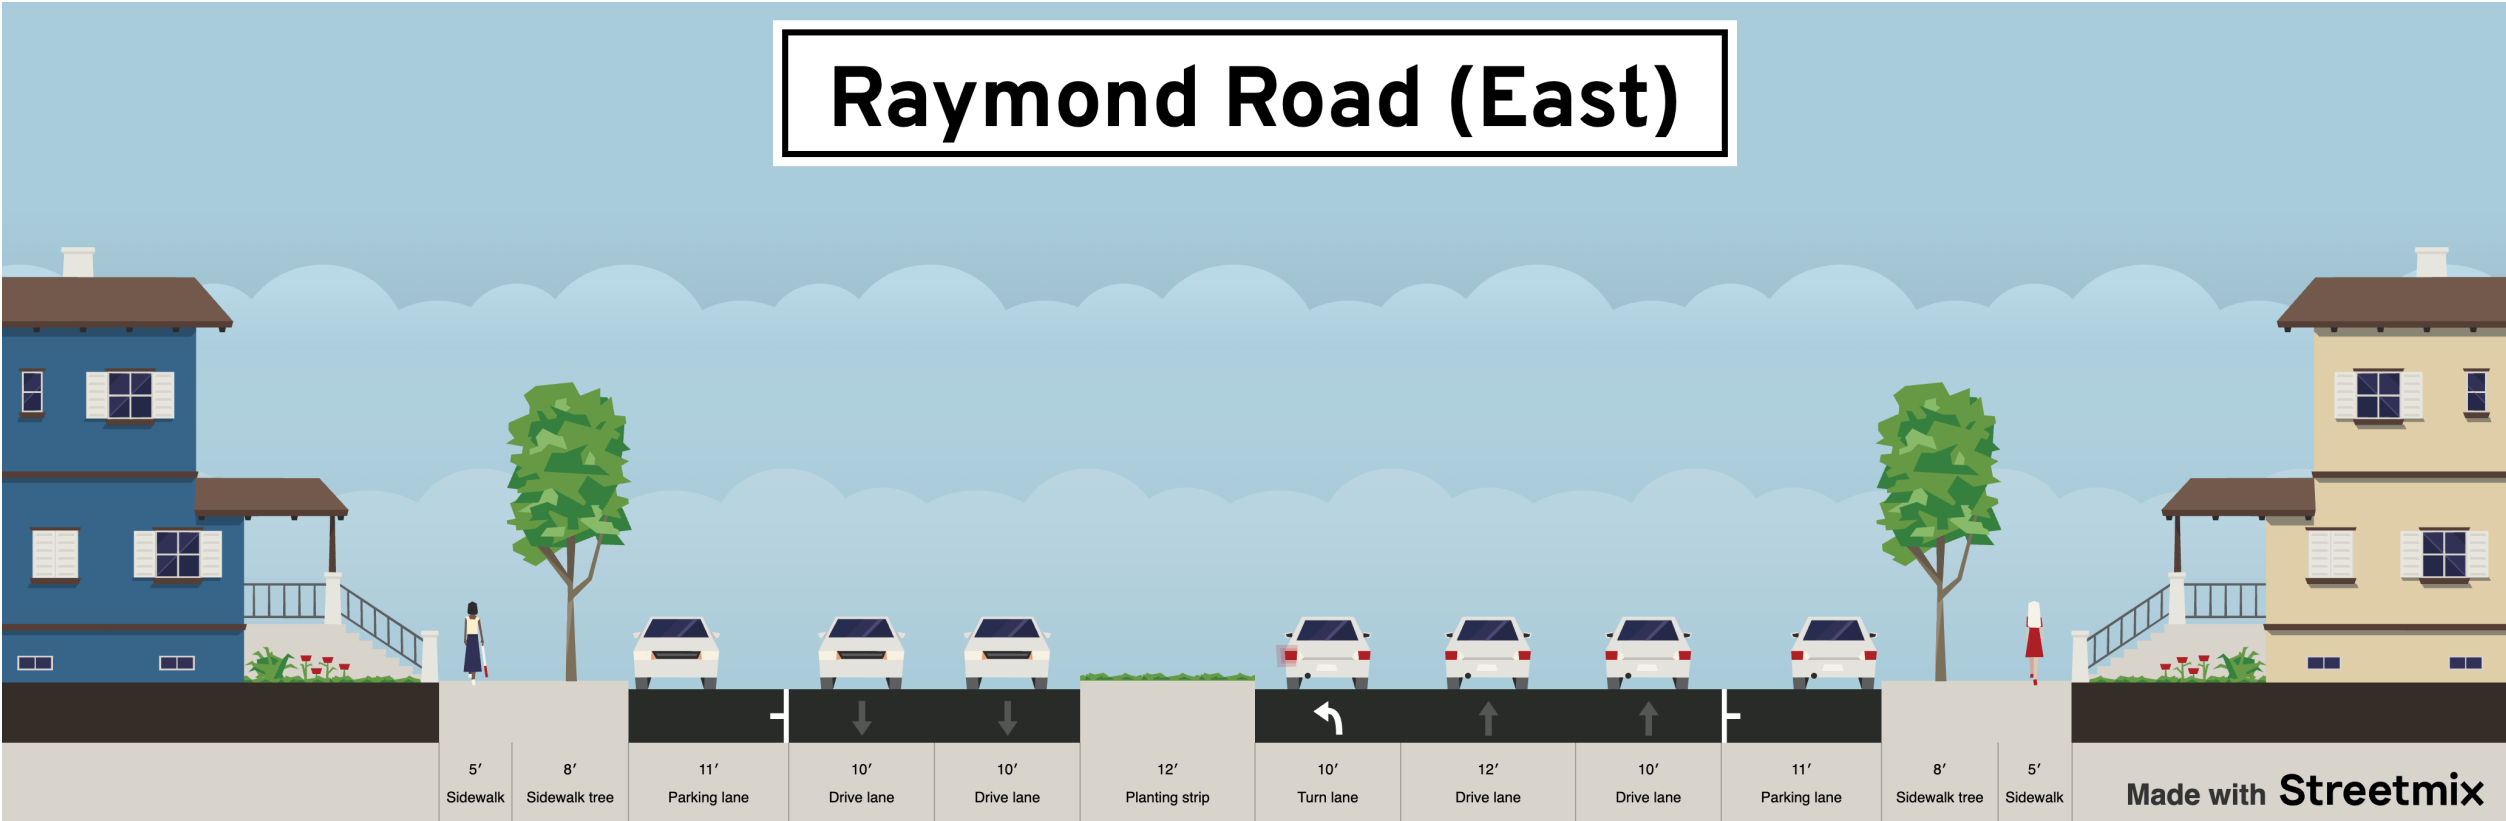 Raymond Road (East)
5′ 8′ 11′ 10′ 10′ 12′ 10′ 12′ 10′ 11′ 8′ 5′
Sidewalk Sidewalk tree Parking lane Drive lane Drive lane Planting strip Turn lane Drive lane Drive lane Parking lane Sidewalk tree Sidewalk
Made with Streetmix